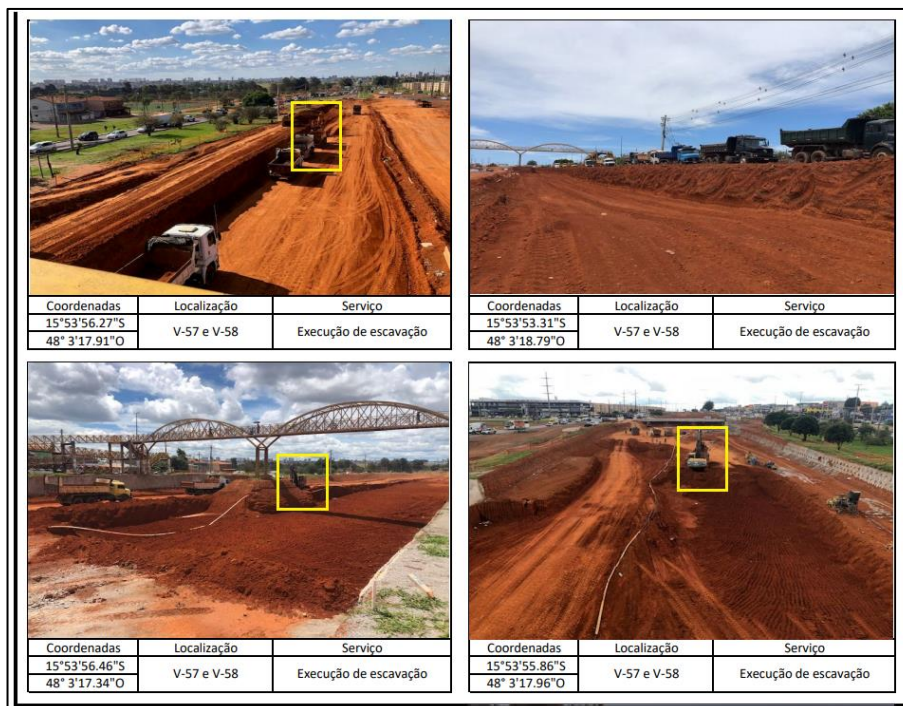 Coordenadas Localização Serviço
15°53'56.27"S
V-57 e V-58 Execução de escavação
48° 3'17.91"O
Coordenadas Localização Serviço
15°53'53.31"S
V-57 e V-58 Execução de escavação
48° 3'18.79"O
Coordenadas Localização Serviço
15°53'56.46"S
V-57 e V-58 Execução de escavação
48° 3'17.34"O
Coordenadas Localização Serviço
15°53'55.86"S
V-57 e V-58 Execução de escavação
48° 3'17.96"O